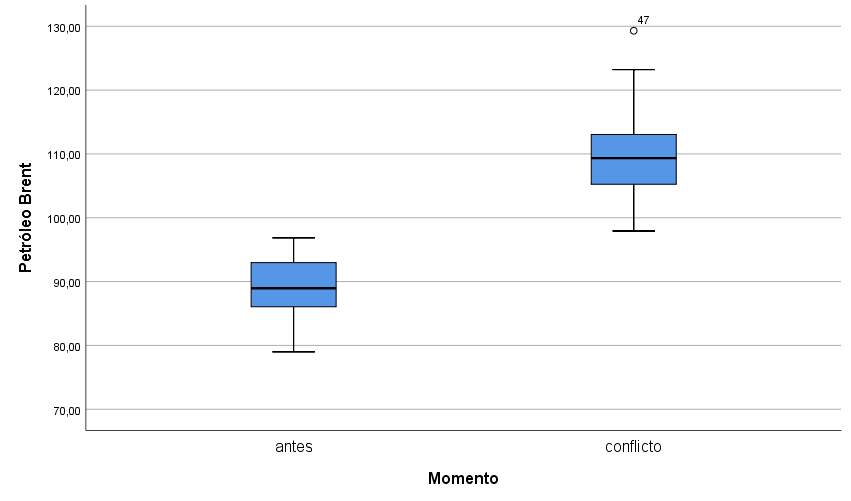 Petróleo Brent
130,00
120,00
110,00
100,00
90,00
80,00
70,00
47
antes
conflicto
Momento